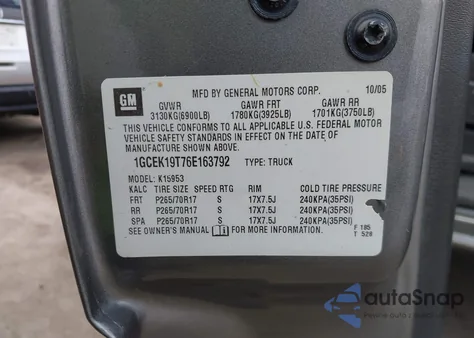 GM
MFD BY GENERAL MOTORS CORP. 10/05
GVWR GAWR FRT GAWR RR
3130KG(6900LB) 1780KG(3925LB) 1701KG(3750LB)
THIS VEHICLE CONFORMS TO ALL APPLICABLE U.S. FEDERAL MOTOR
VEHICLE SAFETY STANDARDS IN EFFECT ON THE DATE OF
MANUFACTURE SHOWN ABOVE.
1GCEK19T76E163792 TYPE: TRUCK
MODEL: K15953
KALC TIRE SIZE SPEED RTG RIM COLD TIRE PRESSURE
FRT P265/70R17 S 17X7.5J 240KPA(35PSI)
RR P265/70R17 S 17X7.5J 240KPA(35PSI)
SPA P265/70R17 S 17X7.5J 240KPA(35PSI)
SEE OWNER'S MANUAL FOR MORE INFORMATION.
F 185
T 528
autoSnap